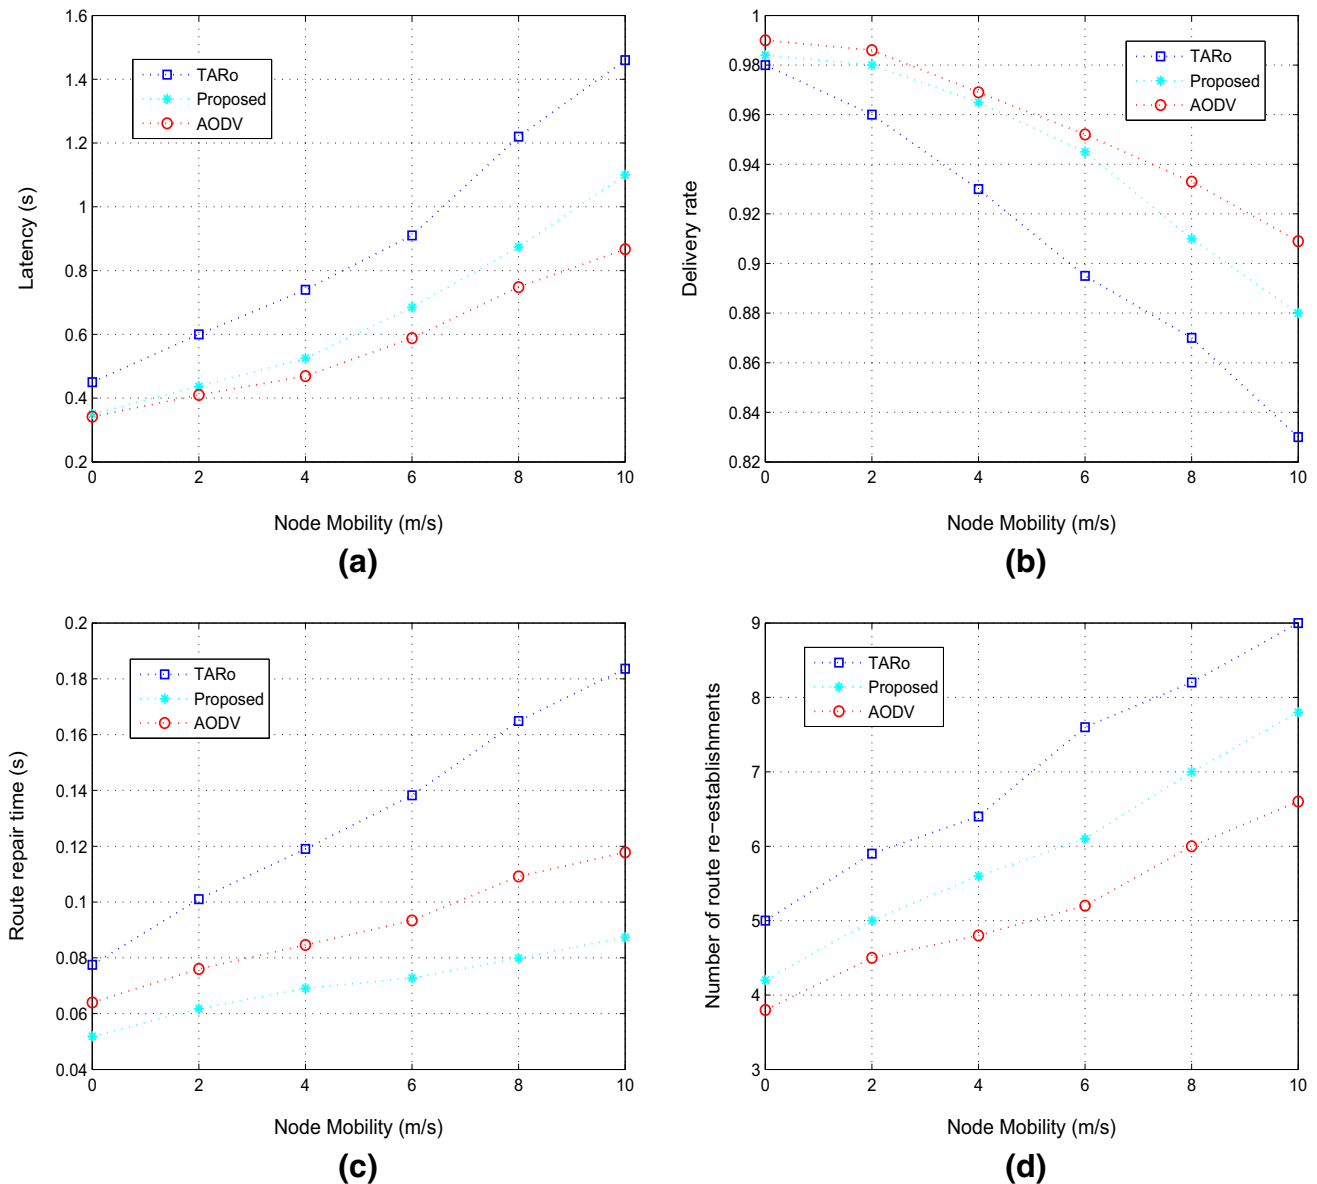 1.6
1.4
1.2
1
0.8
0.6
0.4
0.2
Latency (s)
TARo
Proposed
AODV
0 2 4 6 8 10
Node Mobility (m/s)
(a)
1
0.98
0.96
0.94
0.92
0.9
0.88
0.86
0.84
0.82
Delivery rate
TARo
Proposed
AODV
0 2 4 6 8 10
Node Mobility (m/s)
(b)
0.2
0.18
0.16
0.14
0.12
0.1
0.08
0.06
0.04
Route repair time (s)
TARo
Proposed
AODV
0 2 4 6 8 10
Node Mobility (m/s)
(c)
9
8
7
6
5
4
3
Number of route re−establishments
TARo
Proposed
AODV
0 2 4 6 8 10
Node Mobility (m/s)
(d)